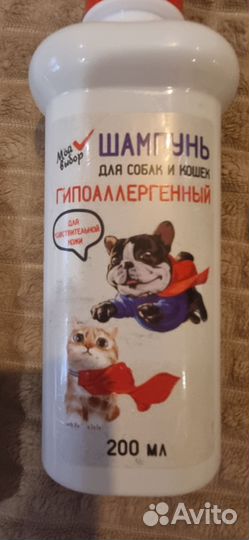 Мой
выбор
ШАМПУНЬ
ДЛЯ СОБАК И КОШЕК
ГИПОАЛЛЕРГЕННЫЙ
ДЛЯ
ЧУВСТВИТЕЛЬНОЙ
КОЖИ
200 МЛ
Avito